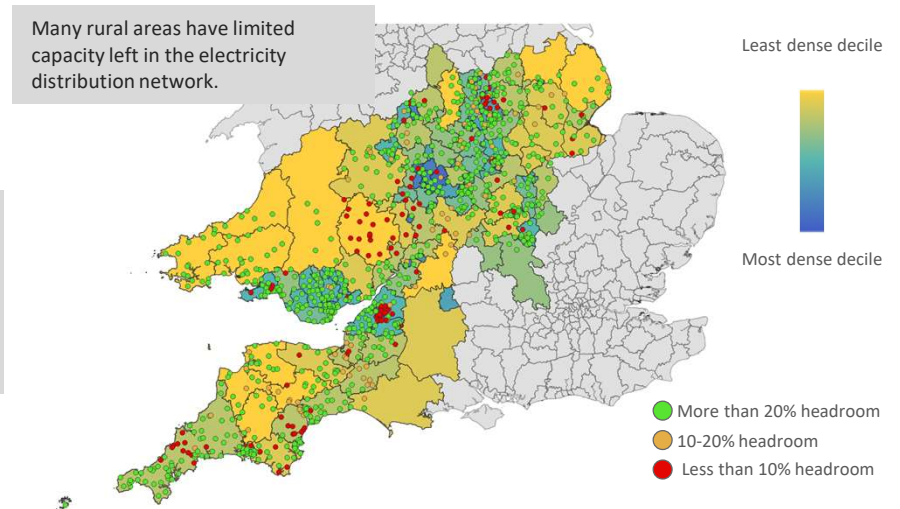 Many rural areas have limited
capacity left in the electricity
distribution network.
Least dense decile
Most dense decile
More than 20% headroom
10-20% headroom
Less than 10% headroom